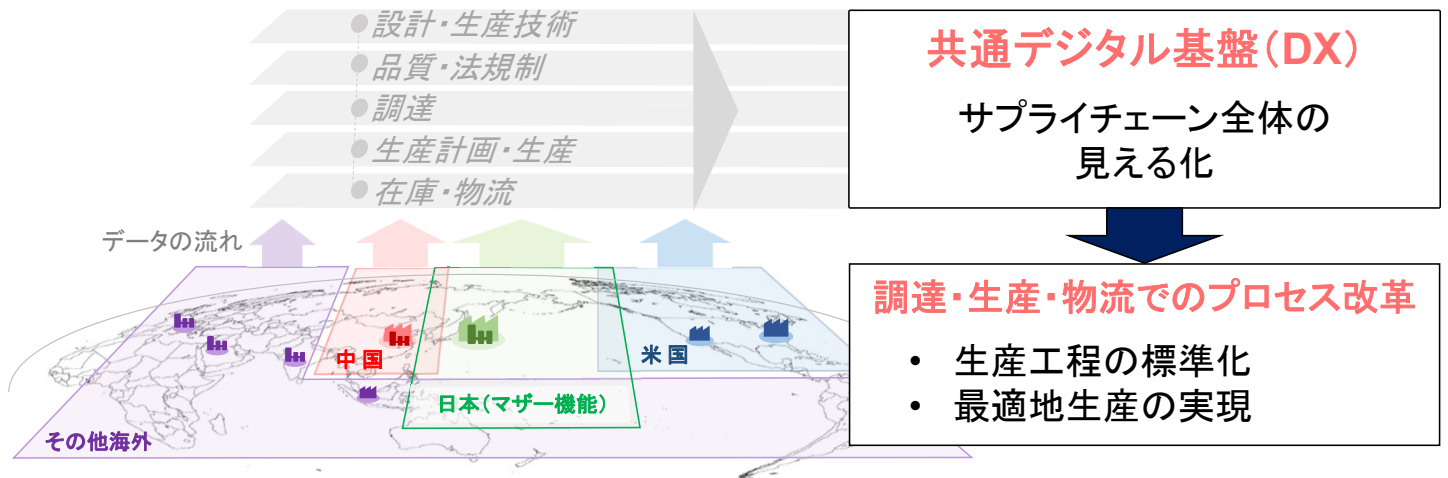 設計・生産技術
品質・法規制
調達
生産計画・生産
在庫・物流
データの流れ
中国
米国
日本(マザー機能)
その他海外
共通デジタル基盤(DX)
サプライチェーン全体の
見える化
調達・生産・物流でのプロセス改革
• 生産工程の標準化
• 最適地生産の実現